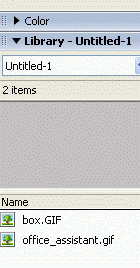 Color
Library - Untitled-1
Untitled-1
2 items
Name
box.GIF
office_assistant.gif